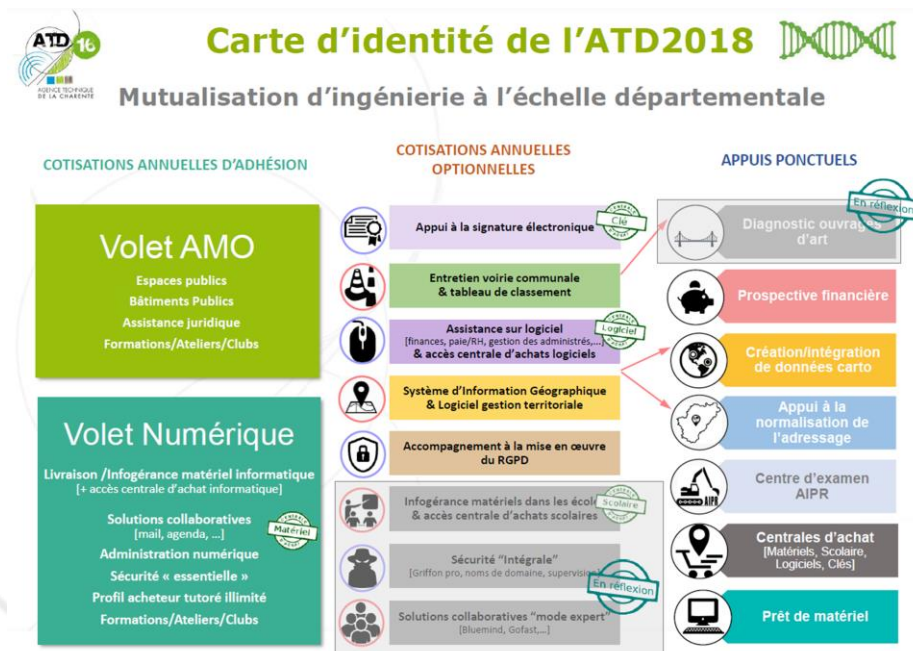 ATD 16
AGENCE TECHNIQUE
DE LA CHARENTE
Carte d'identité de l'ATD2018
Mutualisation d'ingénierie à l'échelle départementale
COTISATIONS ANNUELLES D'ADHÉSION
Volet AMO
Espaces publics
Bâtiments Publics
Assistance juridique
Formations/Ateliers/Clubs
Volet Numérique
Livraison /Infogérance matériel informatique
[+ accès centrale d'achat informatique]
Solutions collaboratives
[mail, agenda, ...]
Matériel
Administration numérique
Sécurité « essentielle »
Profil acheteur tutoré illimité
Formations/Ateliers/Clubs
COTISATIONS ANNUELLES
OPTIONNELLES
Appui à la signature électronique
Clé
Entretien voirie communale
& tableau de classement
Assistance sur logiciel
[finances, paie/RH, gestion des administrés,...]
& accès centrale d'achats logiciels
Logiciel
Système d'Information Géographique
& Logiciel gestion territoriale
Accompagnement à la mise en œuvre
du RGPD
Infogérance matériels dans les écoles
& accès centrale d'achats scolaires
Scolaire
Sécurité "Intégrale"
[Griffon pro, noms de domaine, supervision]
En réflexion
Solutions collaboratives "mode expert"
[Bluemind, Gofast,...]
APPUIS PONCTUELS
En réflexion
Diagnostic ouvrages
d'art
Prospective financière
Création/intégration
de données carto
Appui à la
normalisation de
l'adressage
AIPR
Centre d'examen
AIPR
Centrales d'achat
[Matériels, Scolaire,
Logiciels, Clés]
Prêt de matériel